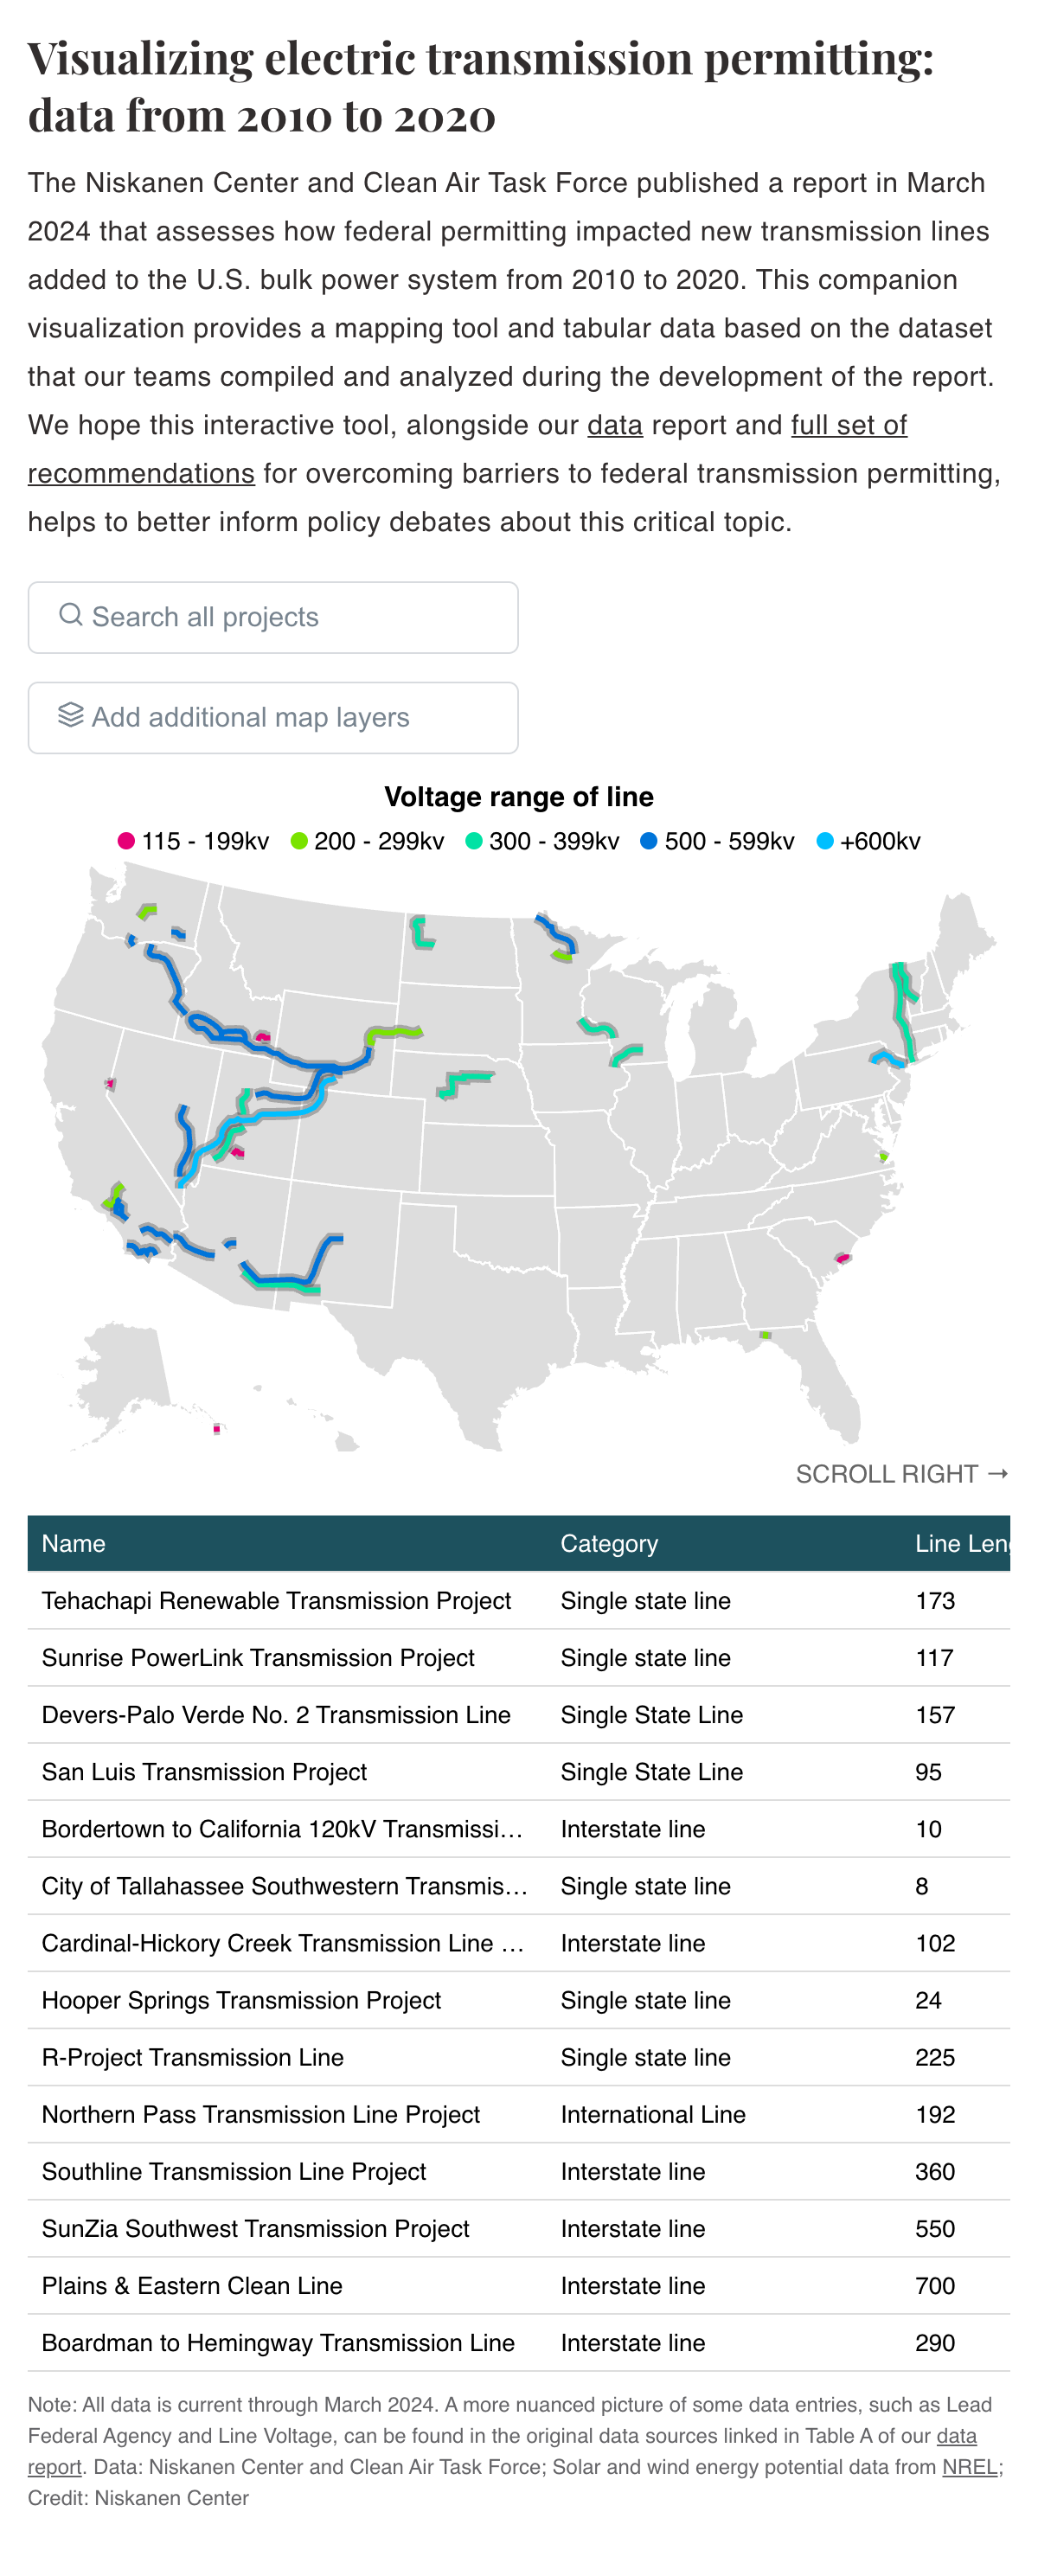 Visualizing electric transmission permitting:
data from 2010 to 2020
The Niskanen Center and Clean Air Task Force published a report in March
2024 that assesses how federal permitting impacted new transmission lines
added to the U.S. bulk power system from 2010 to 2020. This companion
visualization provides a mapping tool and tabular data based on the dataset
that our teams compiled and analyzed during the development of the report.
We hope this interactive tool, alongside our data report and full set of
recommendations for overcoming barriers to federal transmission permitting,
helps to better inform policy debates about this critical topic.
Search all projects
Add additional map layers
Voltage range of line
115 - 199kv 200 - 299kv 300 - 399kv 500 - 599kv +600kv
SCROLL RIGHT →
Name Category Line Len
Tehachapi Renewable Transmission Project Single state line 173
Sunrise PowerLink Transmission Project Single state line 117
Devers-Palo Verde No. 2 Transmission Line Single State Line 157
San Luis Transmission Project Single State Line 95
Bordertown to California 120kV Transmissi… Interstate line 10
City of Tallahassee Southwestern Transmis… Single state line 8
Cardinal-Hickory Creek Transmission Line … Interstate line 102
Hooper Springs Transmission Project Single state line 24
R-Project Transmission Line Single state line 225
Northern Pass Transmission Line Project International Line 192
Southline Transmission Line Project Interstate line 360
SunZia Southwest Transmission Project Interstate line 550
Plains & Eastern Clean Line Interstate line 700
Boardman to Hemingway Transmission Line Interstate line 290
Note: All data is current through March 2024. A more nuanced picture of some data entries, such as Lead
Federal Agency and Line Voltage, can be found in the original data sources linked in Table A of our data
report. Data: Niskanen Center and Clean Air Task Force; Solar and wind energy potential data from NREL;
Credit: Niskanen Center